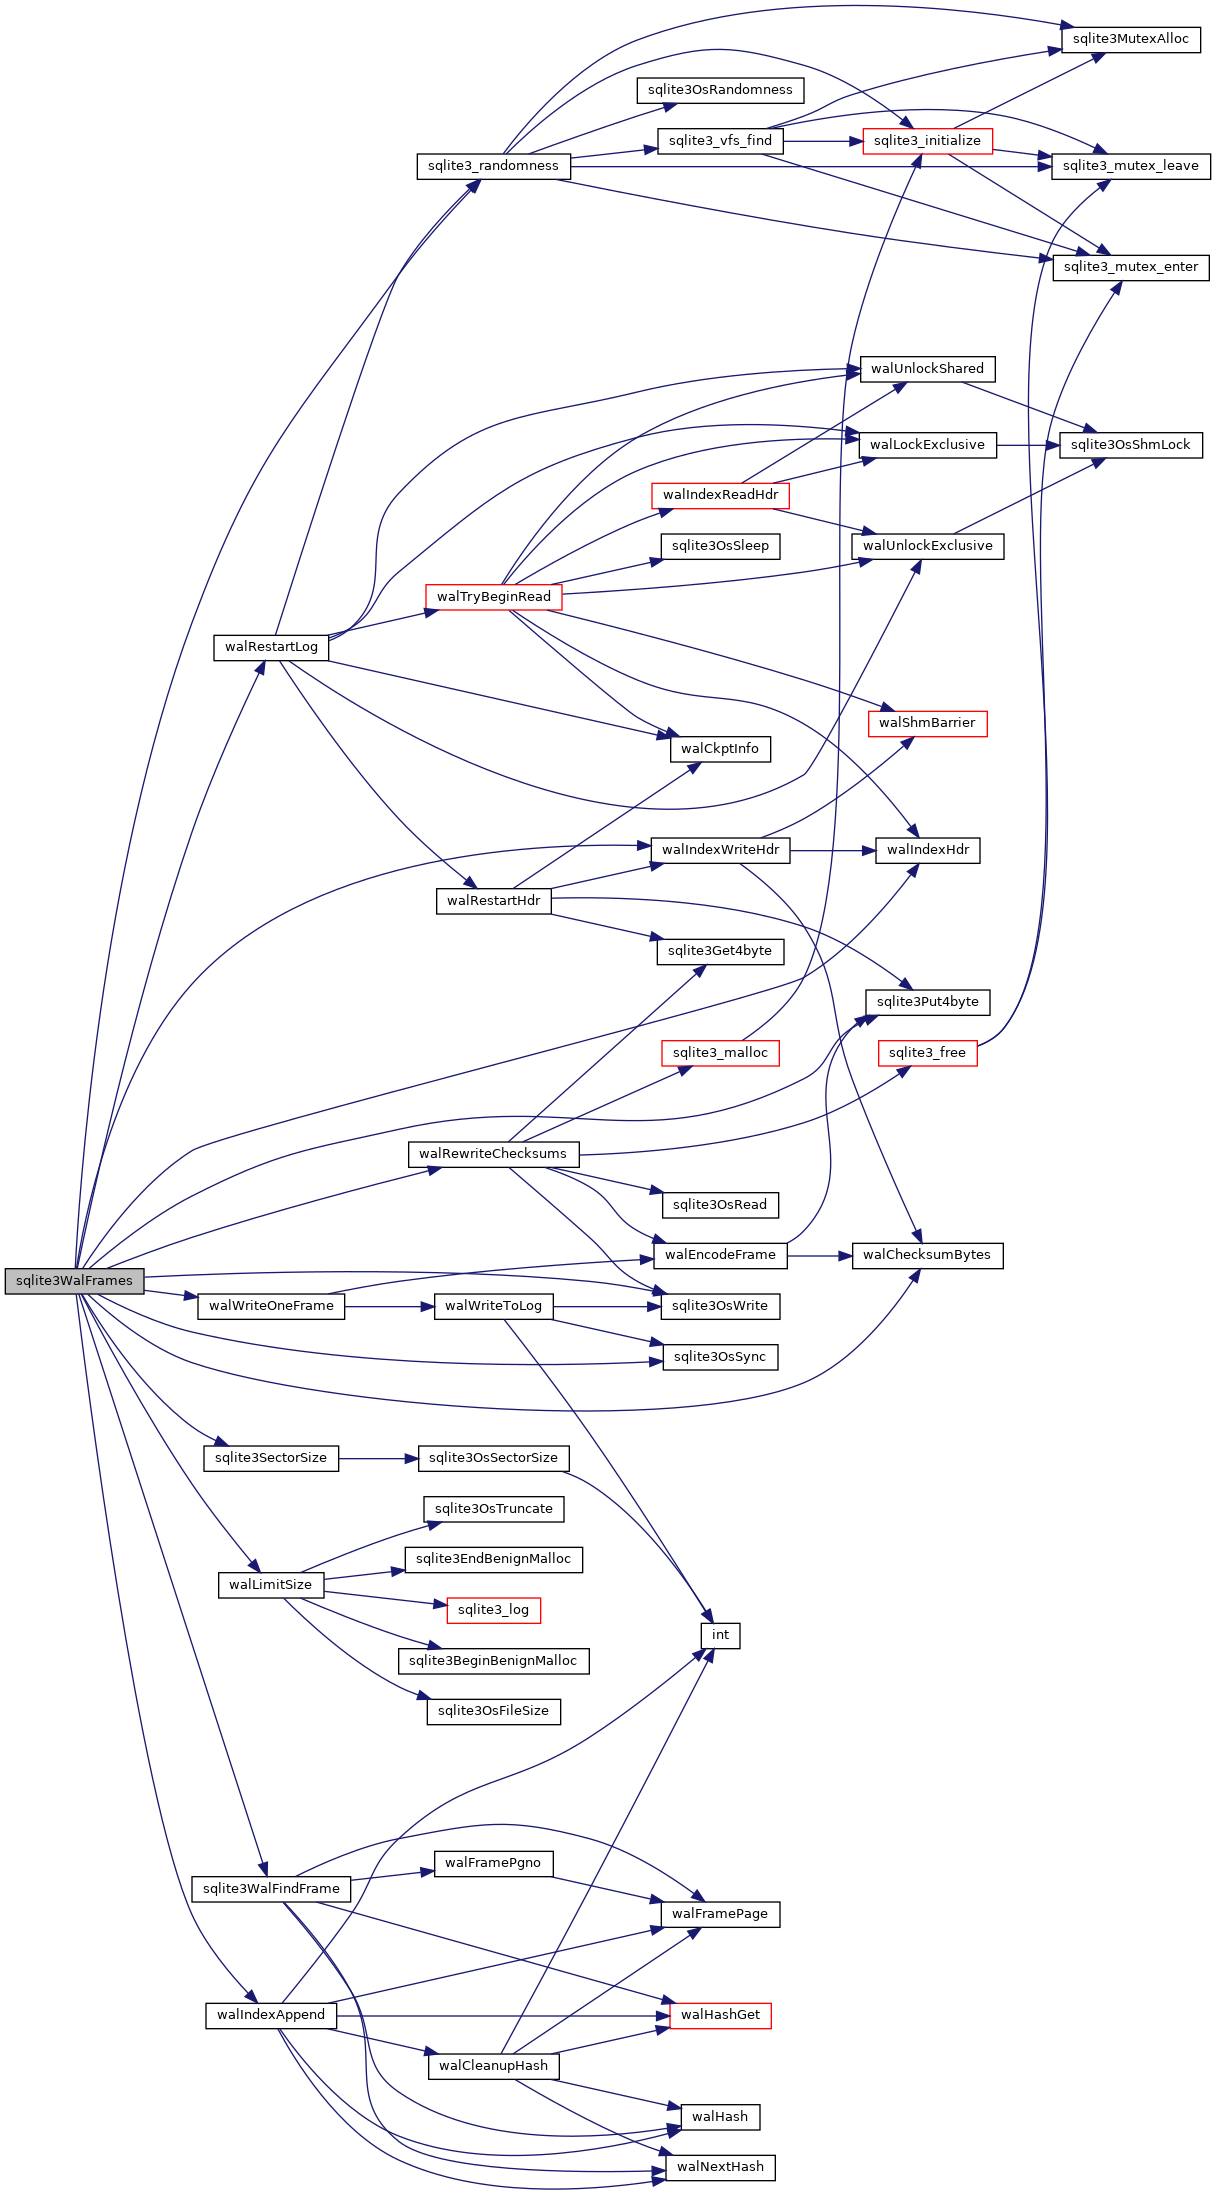 sqlite3MutexAlloc
sqlite3OsRandomness
sqlite3_vfs_find
sqlite3_initialize
sqlite3_randomness
sqlite3_mutex_leave
sqlite3_mutex_enter
walUnlockShared
walLockExclusive
sqlite3OsShmLock
walIndexReadHdr
sqlite3OsSleep
walUnlockExclusive
walTryBeginRead
walRestartLog
walShmBarrier
walCkptInfo
walIndexWriteHdr
walIndexHdr
walRestartHdr
sqlite3Get4byte
sqlite3Put4byte
sqlite3_malloc
sqlite3_free
walRewriteChecksums
sqlite3OsRead
walEncodeFrame
walChecksumBytes
sqlite3WalFrames
walWriteOneFrame
walWriteToLog
sqlite3OsWrite
sqlite3OsSync
sqlite3SectorSize
sqlite3OsSectorSize
sqlite3OsTruncate
sqlite3EndBenignMalloc
walLimitSize
sqlite3_log
int
sqlite3BeginBenignMalloc
sqlite3OsFileSize
walFramePgno
sqlite3WalFindFrame
walFramePage
walIndexAppend
walHashGet
walCleanupHash
walHash
walNextHash